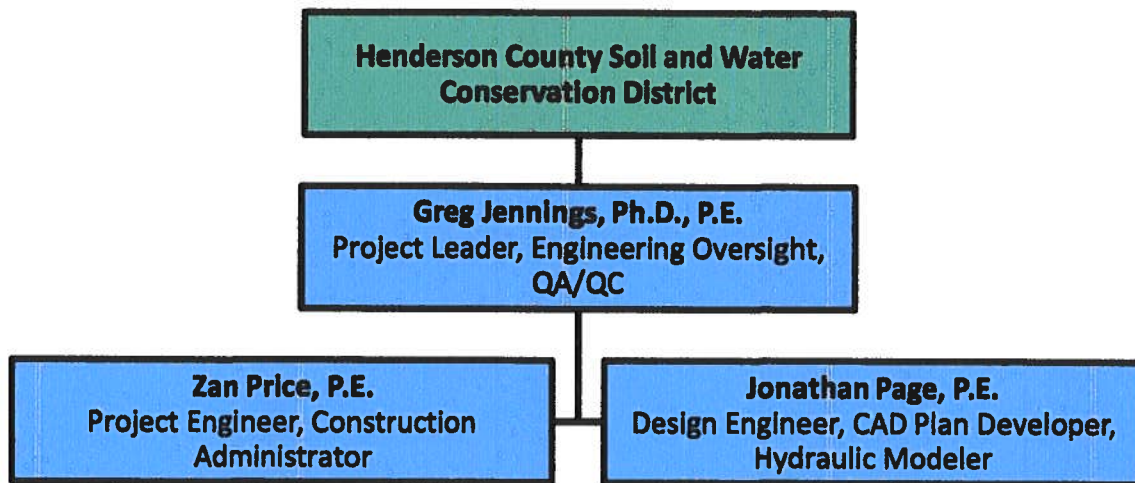 Henderson County Soil and Water
Conservation District
Greg Jennings, Ph.D., P.E.
Project Leader, Engineering Oversight,
QA/QC
Zan Price, P.E.
Project Engineer, Construction
Administrator
Jonathan Page, P.E.
Design Engineer, CAD Plan Developer,
Hydraulic Modeler